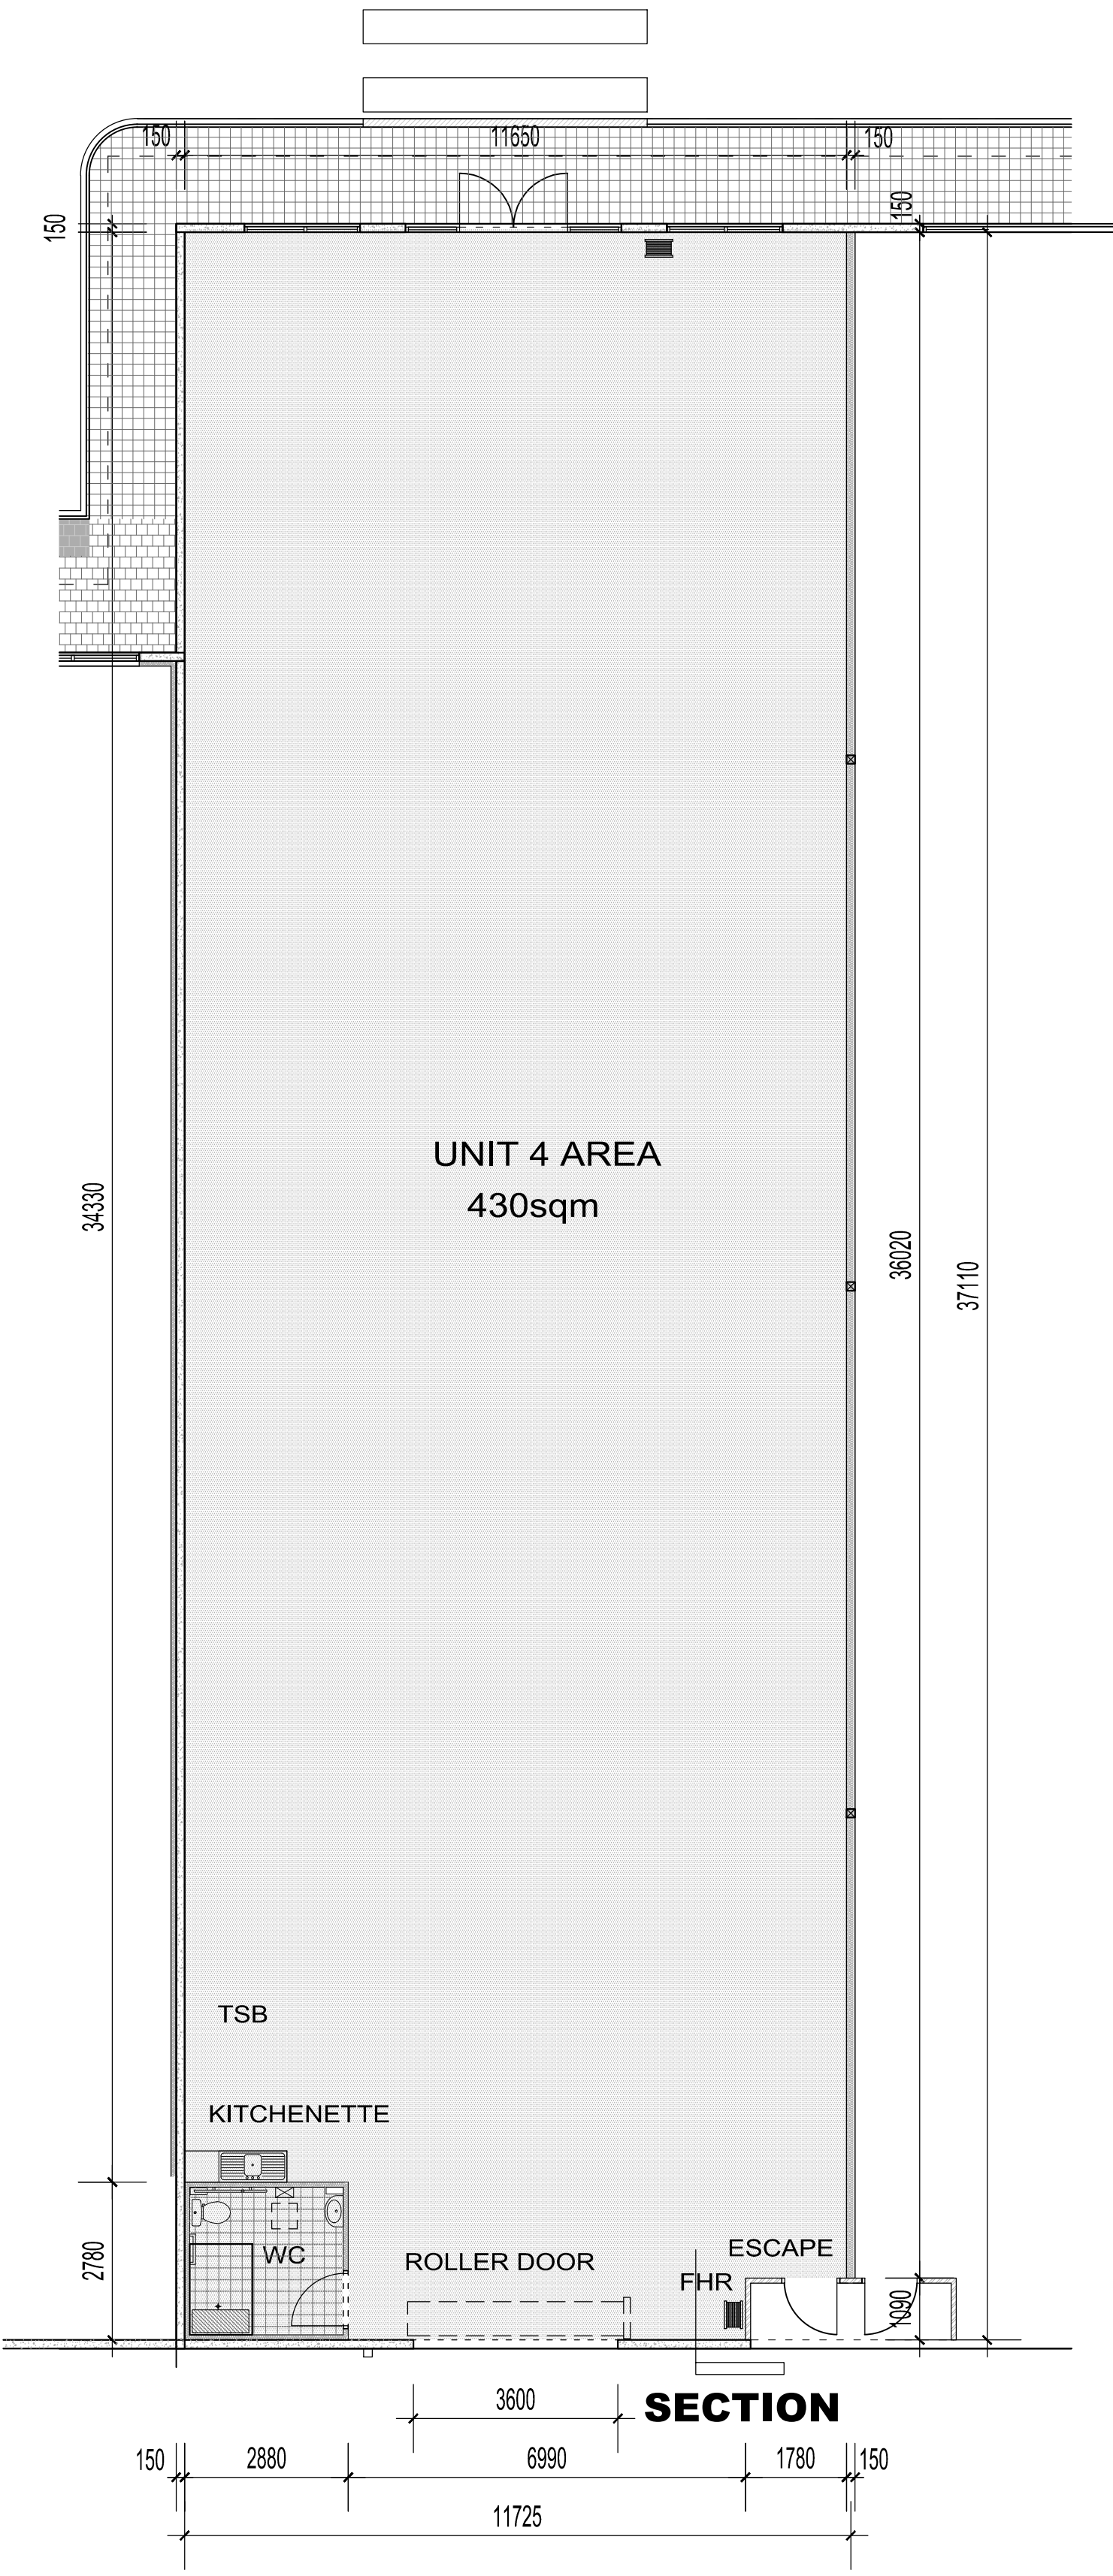 150
11650
150
150
150
UNIT 4 AREA
430sqm
34330
36020
37110
TSB
KITCHENETTE
WC
2780
ROLLER DOOR
ESCAPE
FHR
1090
3600
SECTION
150
2880
6990
1780
150
11725